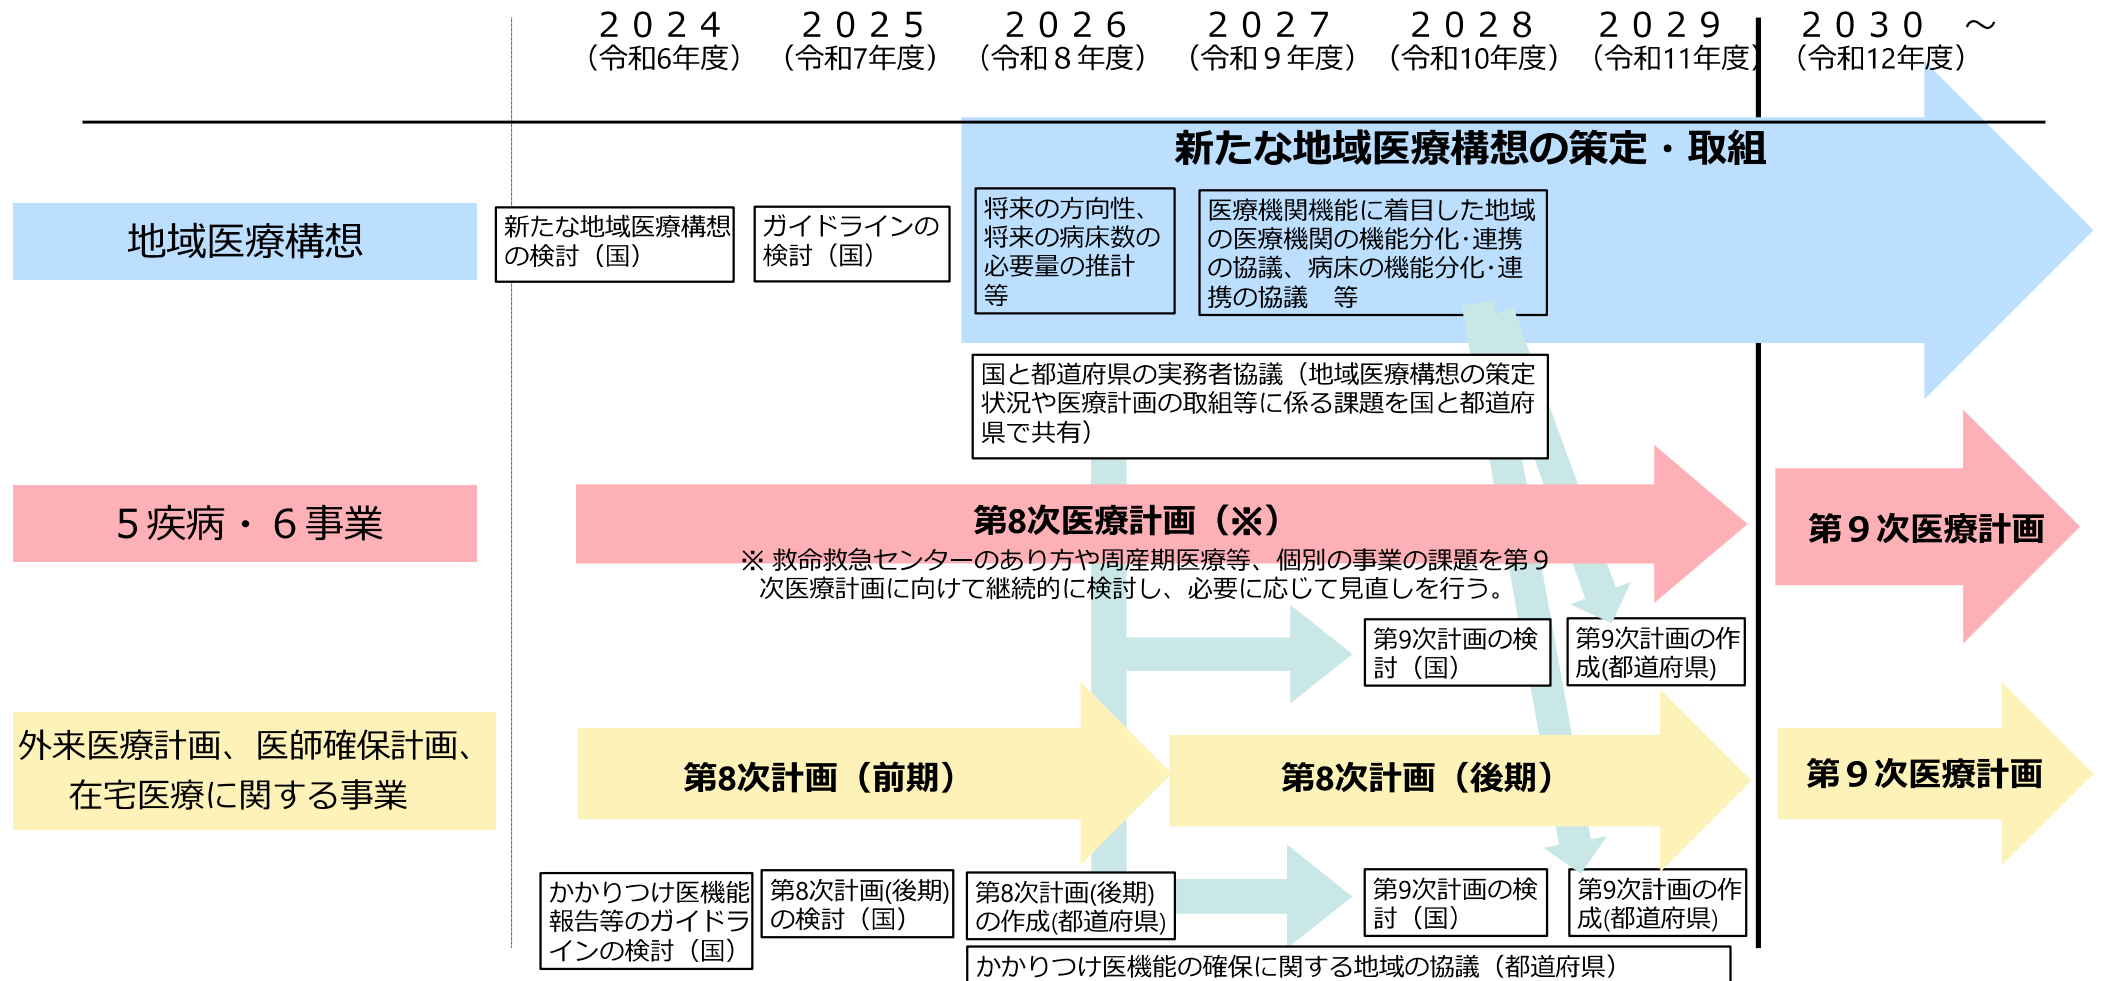 ２０２４
（令和6年度）
２０２５
（令和7年度）
２０２６
（令和８年度）
２０２７
（令和９年度）
２０２８
（令和10年度）
２０２９
（令和11年度）
２０３０　～
（令和12年度）
新たな地域医療構想の策定・取組
地域医療構想
新たな地域医療構想
の検討（国）
ガイドラインの
検討（国）
将来の方向性、
将来の病床数の
必要量の推計
等
医療機関機能に着目した地域
の医療機関の機能分化･連携
の協議、病床の機能分化･連
携の協議　等
国と都道府県の実務者協議（地域医療構想の策定
状況や医療計画の取組等に係る課題を国と都道府
県で共有）
５疾病・６事業
第8次医療計画（※）
※ 救命救急センターのあり方や周産期医療等、個別の事業の課題を第９
次医療計画に向けて継続的に検討し、必要に応じて見直しを行う。
第９次医療計画
第9次計画の検
討（国）
第9次計画の作
成(都道府県)
外来医療計画、医師確保計画、
在宅医療に関する事業
第8次計画（前期）
第8次計画（後期）
第９次医療計画
かかりつけ医機能
報告等のガイドラ
インの検討（国）
第8次計画(後期)
の検討（国）
第8次計画(後期)
の作成(都道府県)
第9次計画の検
討（国）
第9次計画の作
成(都道府県)
かかりつけ医機能の確保に関する地域の協議（都道府県）